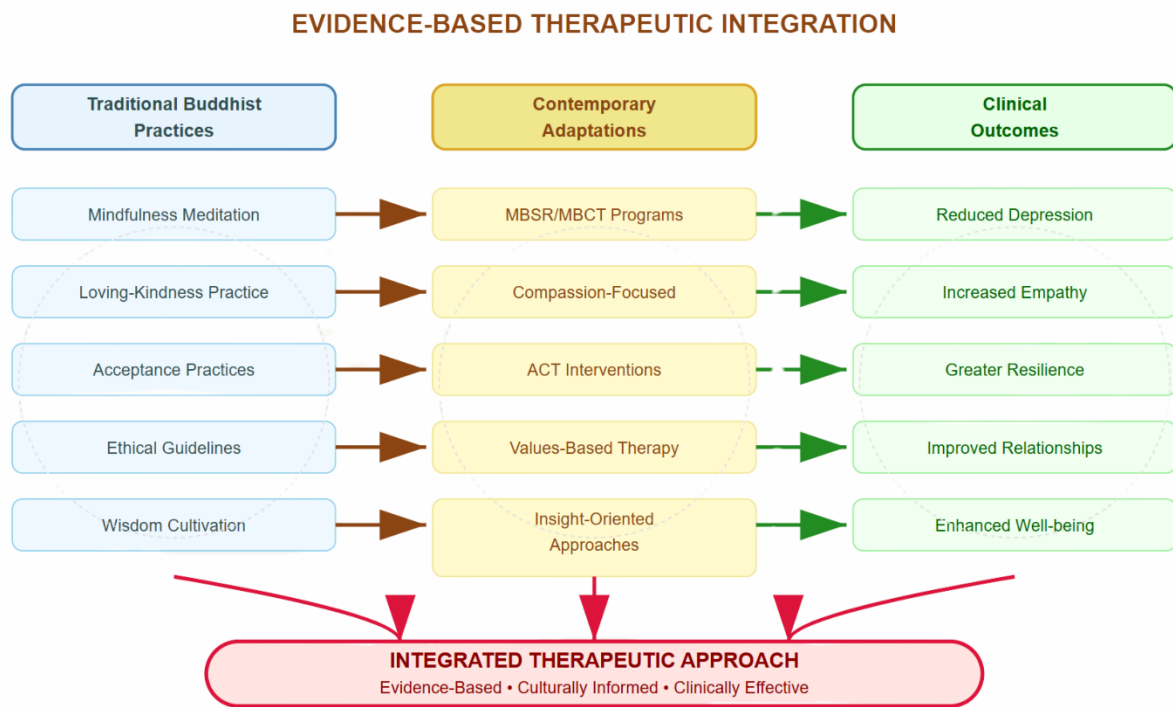 EVIDENCE-BASED THERAPEUTIC INTEGRATION
Traditional Buddhist
Practices
Contemporary
Adaptations
Clinical
Outcomes
Mindfulness Meditation
MBSR/MBCT Programs
Reduced Depression
Loving-Kindness Practice
Compassion-Focused
Increased Empathy
Acceptance Practices
ACT Interventions
Greater Resilience
Ethical Guidelines
Values-Based Therapy
Improved Relationships
Wisdom Cultivation
Insight-Oriented
Approaches
Enhanced Well-being
INTEGRATED THERAPEUTIC APPROACH
Evidence-Based • Culturally Informed • Clinically Effective